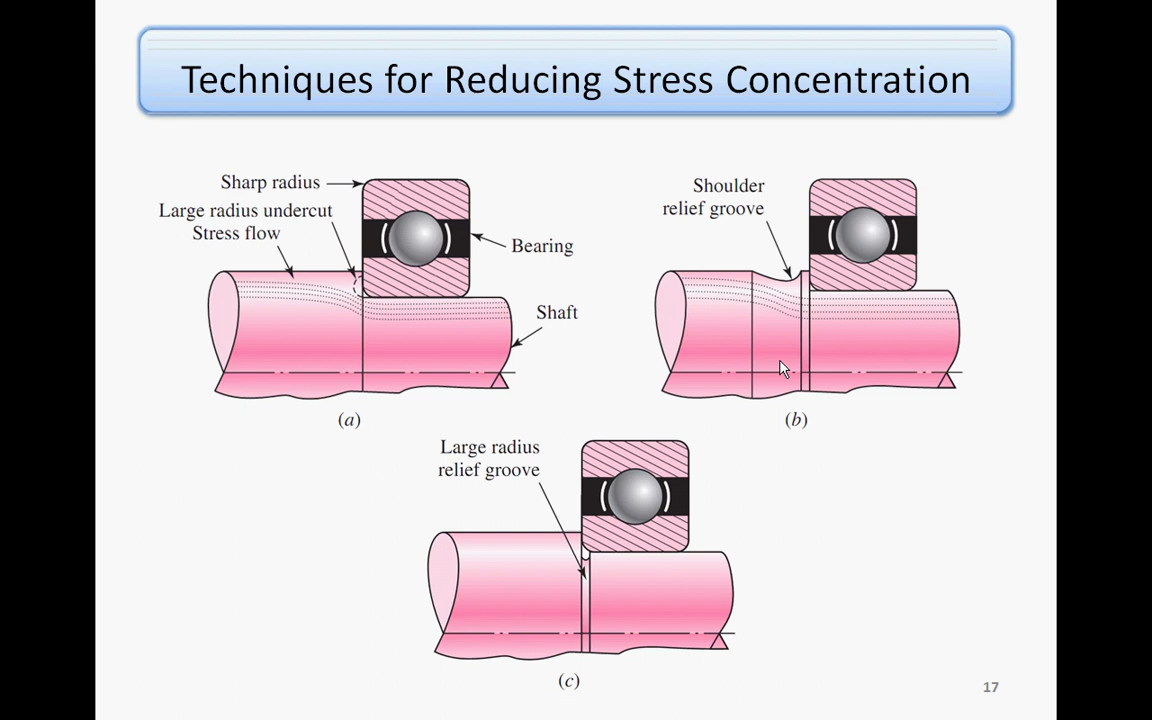 Techniques for Reducing Stress Concentration
Sharp radius
Large radius undercut
Stress flow
Bearing
Shaft
(a)
Shoulder
relief groove
(b)
Large radius
relief groove
(c)
17